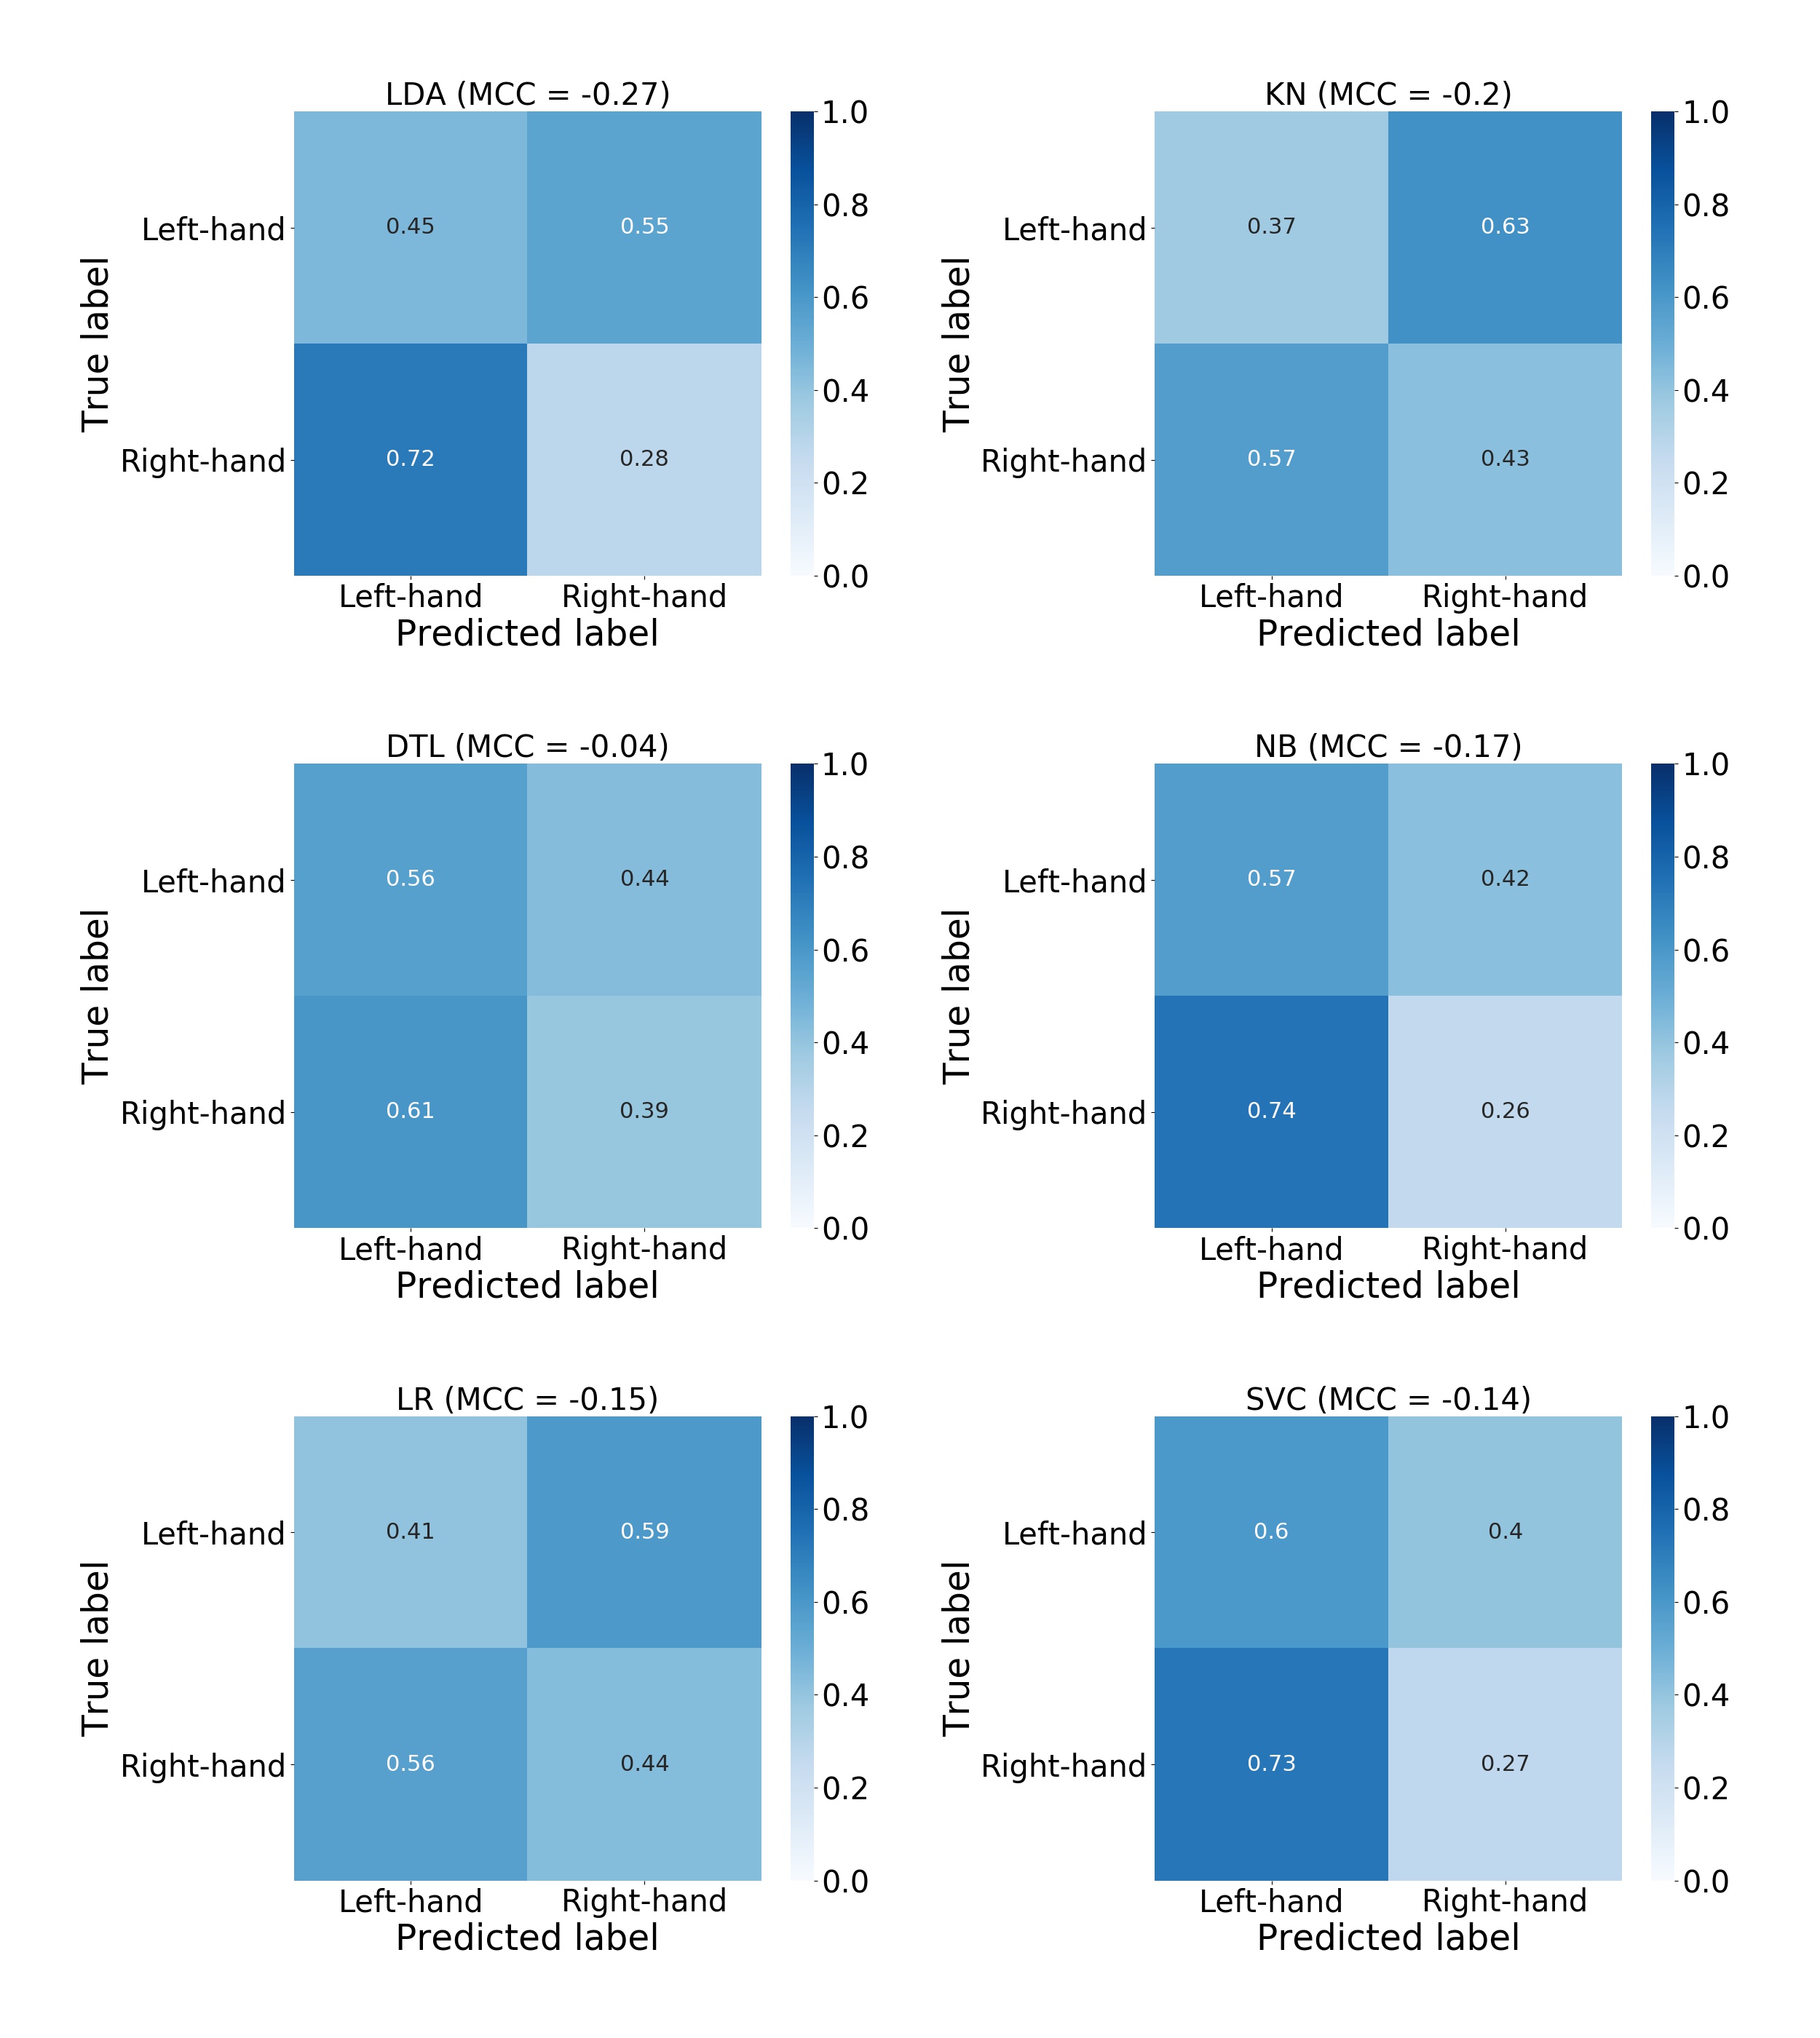 LDA (MCC = -0.27)
True label
Left-hand
0.45
0.55
Right-hand
0.72
0.28
Left-hand
Right-hand
Predicted label
1.0
0.8
0.6
0.4
0.2
0.0
KN (MCC = -0.2)
True label
Left-hand
0.37
0.63
Right-hand
0.57
0.43
Left-hand
Right-hand
Predicted label
1.0
0.8
0.6
0.4
0.2
0.0
DTL (MCC = -0.04)
True label
Left-hand
0.56
0.44
Right-hand
0.61
0.39
Left-hand
Right-hand
Predicted label
1.0
0.8
0.6
0.4
0.2
0.0
NB (MCC = -0.17)
True label
Left-hand
0.57
0.42
Right-hand
0.74
0.26
Left-hand
Right-hand
Predicted label
1.0
0.8
0.6
0.4
0.2
0.0
LR (MCC = -0.15)
True label
Left-hand
0.41
0.59
Right-hand
0.56
0.44
Left-hand
Right-hand
Predicted label
1.0
0.8
0.6
0.4
0.2
0.0
SVC (MCC = -0.14)
True label
Left-hand
0.6
0.4
Right-hand
0.73
0.27
Left-hand
Right-hand
Predicted label
1.0
0.8
0.6
0.4
0.2
0.0